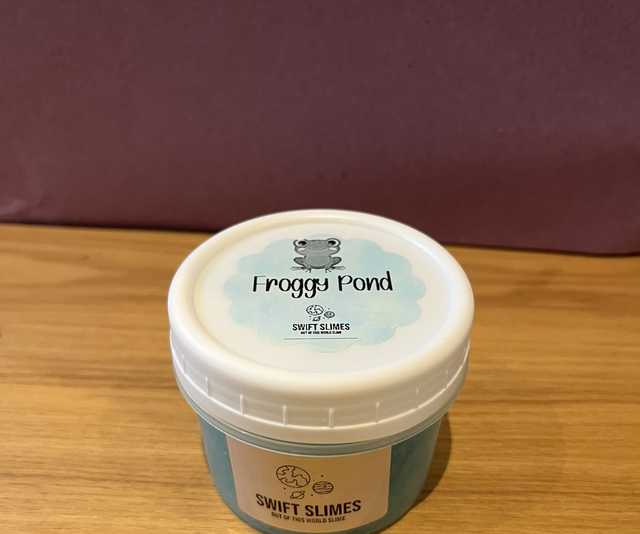 Froggy Pond
SWIFT SLIMES
OUT OF THIS WORLD SLIME
SWIFT SLIMES
OUT OF THIS WORLD SLIME